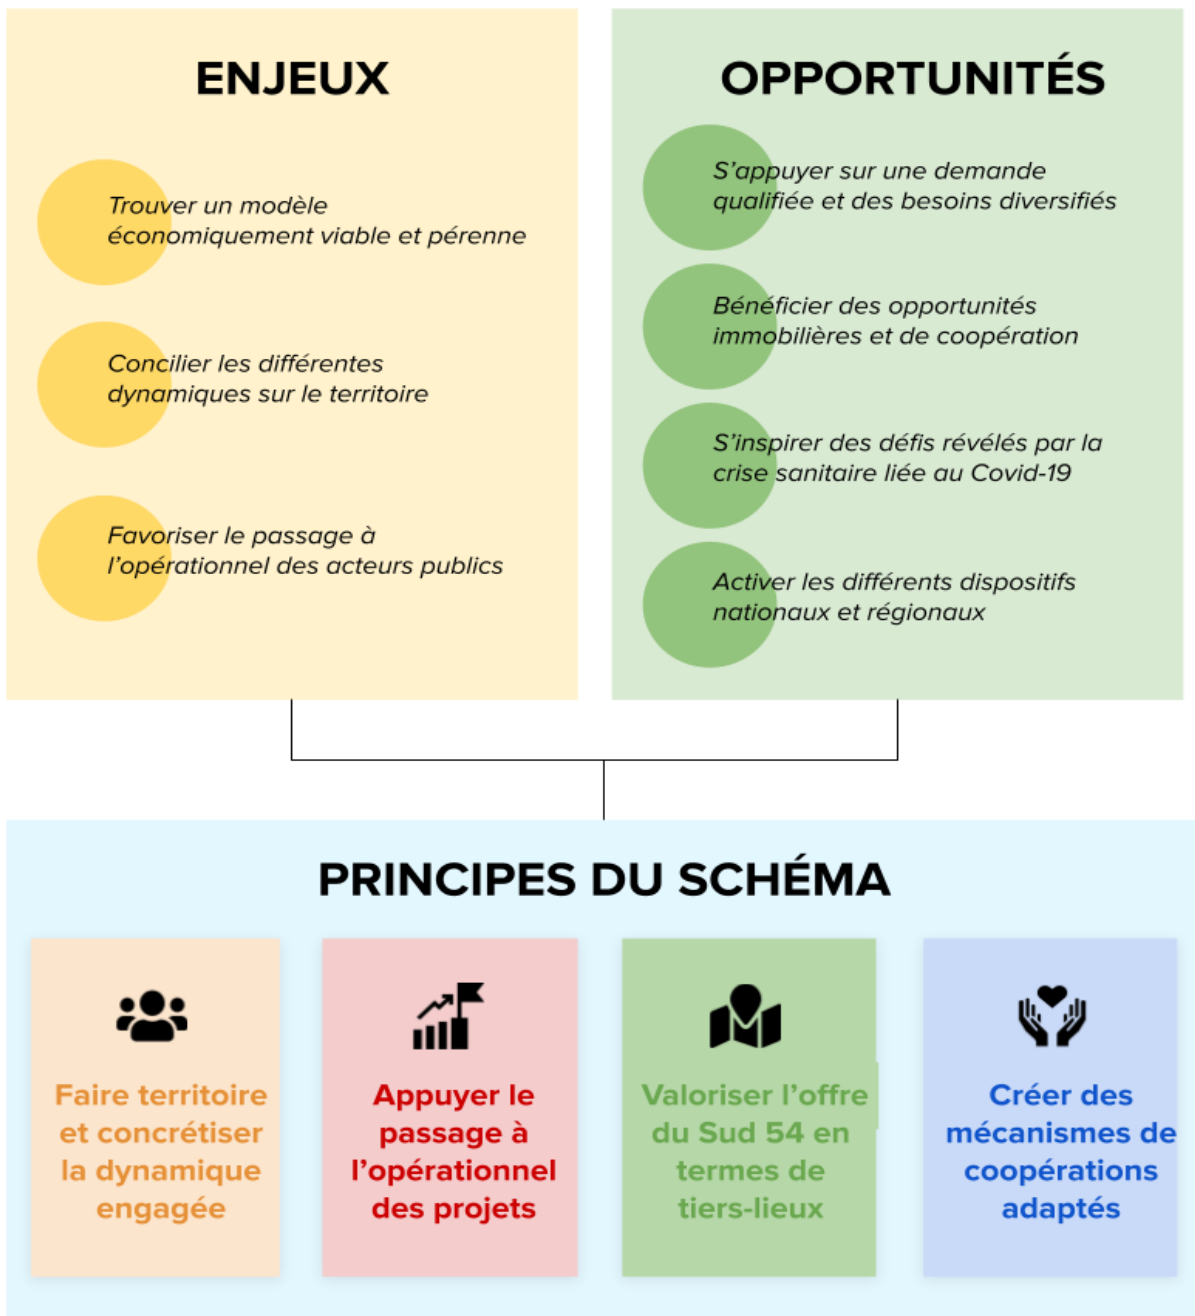 ENJEUX
Trouver un modèle
économiquement viable et pérenne
Concilier les différentes
dynamiques sur le territoire
Favoriser le passage à
l’opérationnel des acteurs publics
OPPORTUNITÉS
S’appuyer sur une demande
qualifiée et des besoins diversifiés
Bénéficier des opportunités
immobilières et de coopération
S’inspirer des défis révélés par la
crise sanitaire liée au Covid-19
Activer les différents dispositifs
nationaux et régionaux
PRINCIPES DU SCHÉMA
Faire territoire
et concrétiser
la dynamique
engagée
Appuyer le
passage à
l’opérationnel
des projets
Valoriser l’offre
du Sud 54 en
termes de
tiers-lieux
Créer des
mécanismes de
coopérations
adaptés